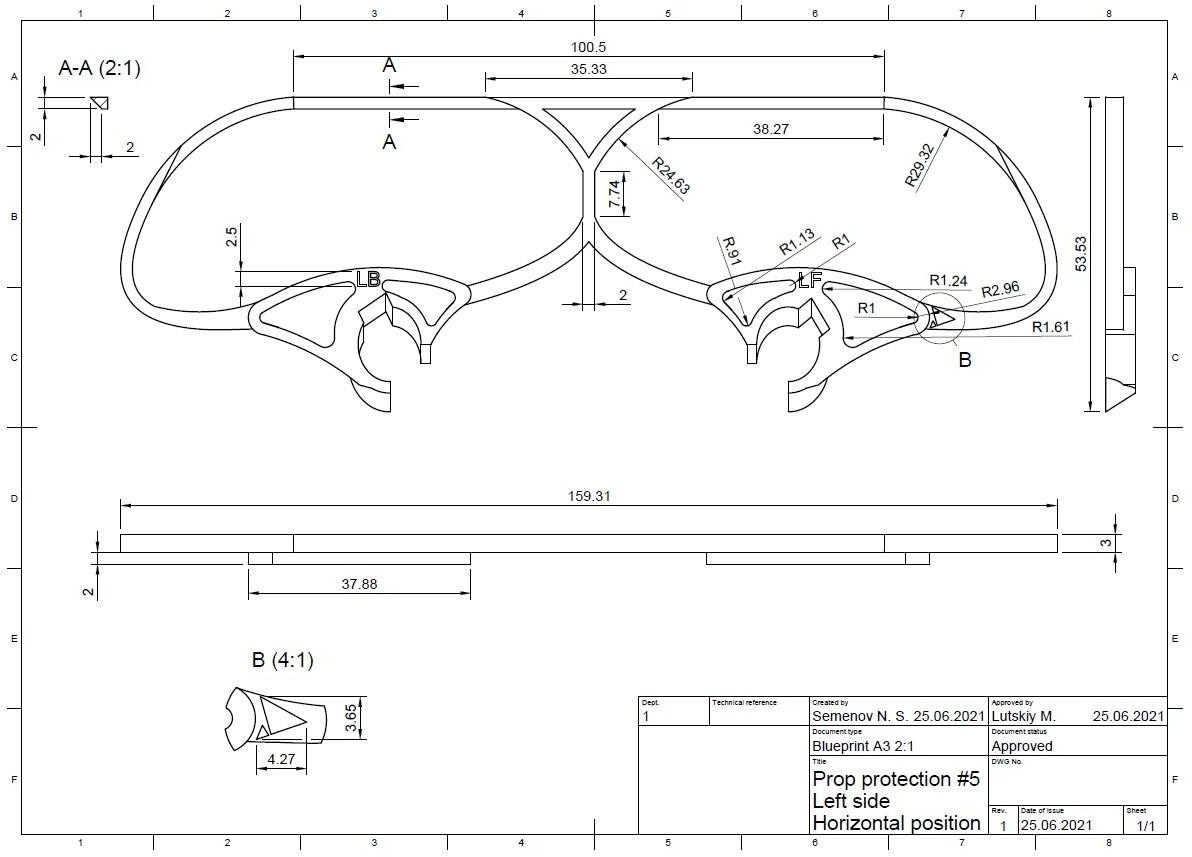 1 2 3 4 5 6 7 8
A A
B B
C C
D D
E E
F F
A-A (2:1)
2
2
100.5
35.33
A
A
38.27
R24.63
R29.32
7.74
2.5
2
LB
LF
R.91
R1.13
R1
R1.24
R2.96
R1
R1.61
B
53.53
159.31
3
2
37.88
B (4:1)
3.65
4.27
Dept.
1
Technical reference
Created by
Semenov N. S. 25.06.2021
Approved by
Lutskiy M. 25.06.2021
Document type
Blueprint A3 2:1
Document status
Approved
Title
Prop protection #5
Left side
Horizontal position
DWG No.
Rev.
1
Date of issue
25.06.2021
Sheet
1/1
1 2 3 4 5 6 7 8